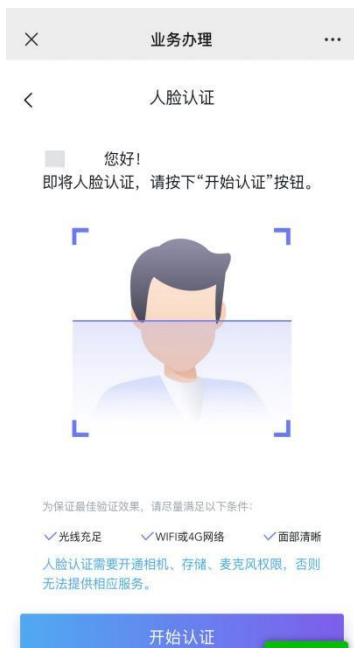 业务办理
人脸认证
您好!
即将人脸认证，请按下“开始认证”按钮。
为保证最佳验证效果，请尽量满足以下条件：
光线充足 WIFI或4G网络 面部清晰
人脸认证需要开通相机、存储、麦克风权限，否则
无法提供相应服务。
开始认证